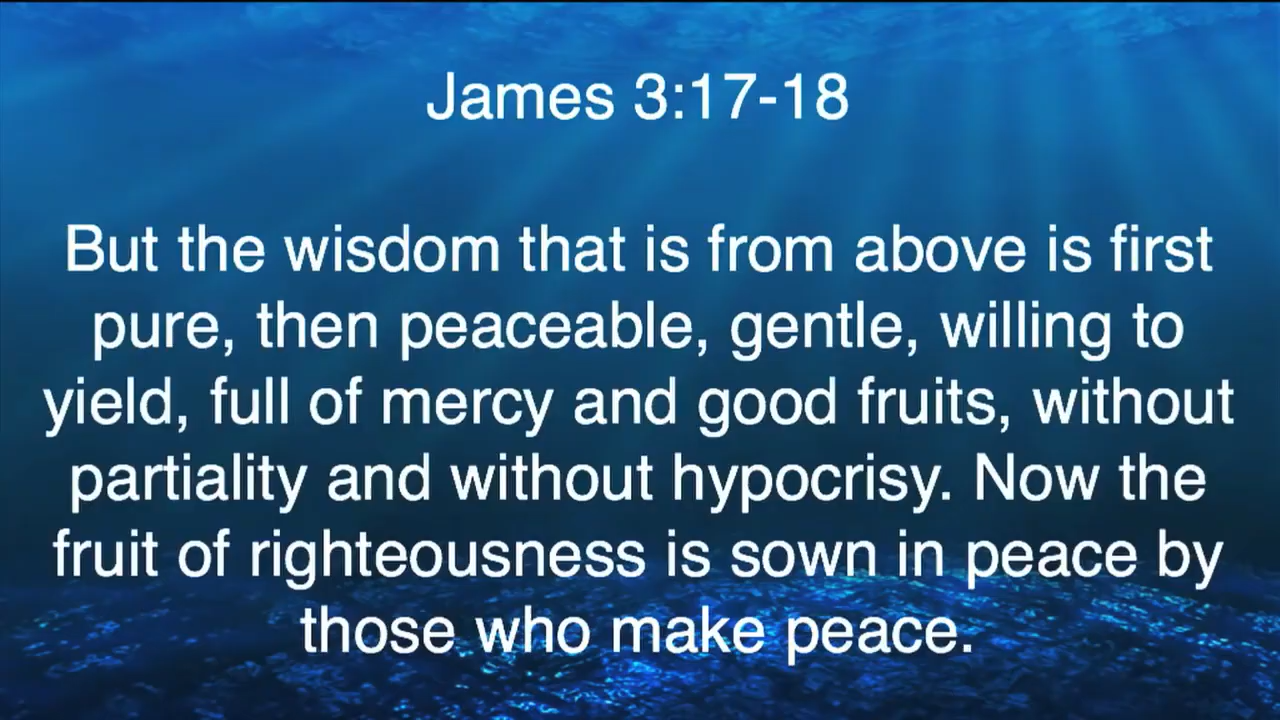 James 3:17-18
But the wisdom that is from above is first
pure, then peaceable, gentle, willing to
yield, full of mercy and good fruits, without
partiality and without hypocrisy. Now the
fruit of righteousness is sown in peace by
those who make peace.